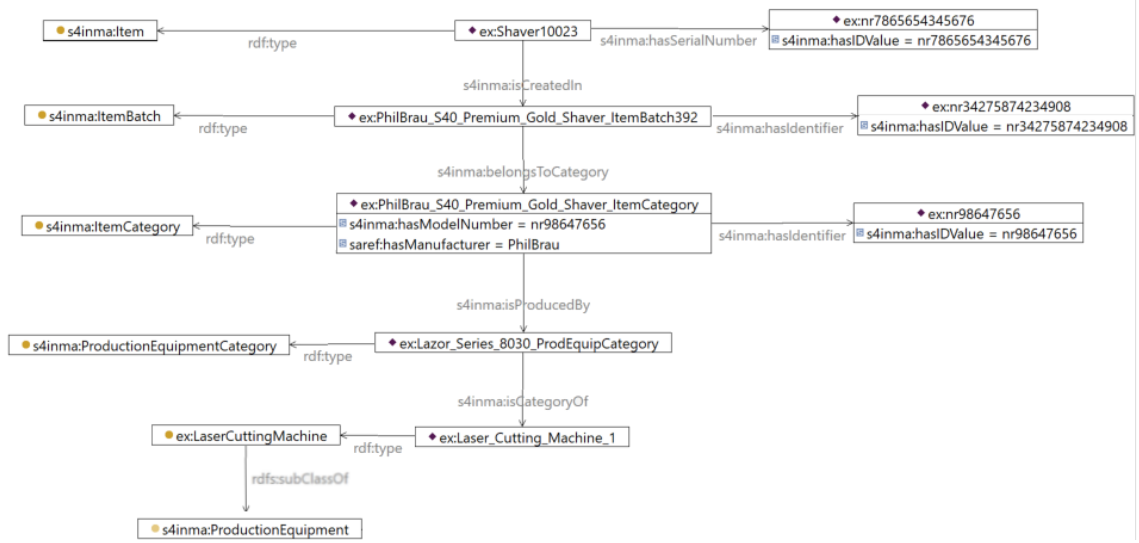 s4inma:Item
rdf:type
ex:Shaver10023
s4inma:hasSerialNumber
ex:nr7865654345676
s4inma:hasIDValue = nr7865654345676
s4inma:isCreatedIn
s4inma:ItemBatch
rdf:type
ex:PhilBrau_S40_Premium_Gold_Shaver_ItemBatch392
s4inma:hasIdentifier
ex:nr34275874234908
s4inma:hasIDValue = nr34275874234908
s4inma:belongsToCategory
s4inma:ItemCategory
rdf:type
ex:PhilBrau_S40_Premium_Gold_Shaver_ItemCategory
s4inma:hasModelNumber = nr98647656
saref:hasManufacturer = PhilBrau
s4inma:hasIdentifier
ex:nr98647656
s4inma:hasIDValue = nr98647656
s4inma:isProducedBy
s4inma:ProductionEquipmentCategory
rdf:type
ex:Lazor_Series_8030_ProdEquipCategory
s4inma:isCategoryOf
ex:LaserCuttingMachine
rdf:type
ex:Laser_Cutting_Machine_1
rdfs:subClassOf
s4inma:ProductionEquipment